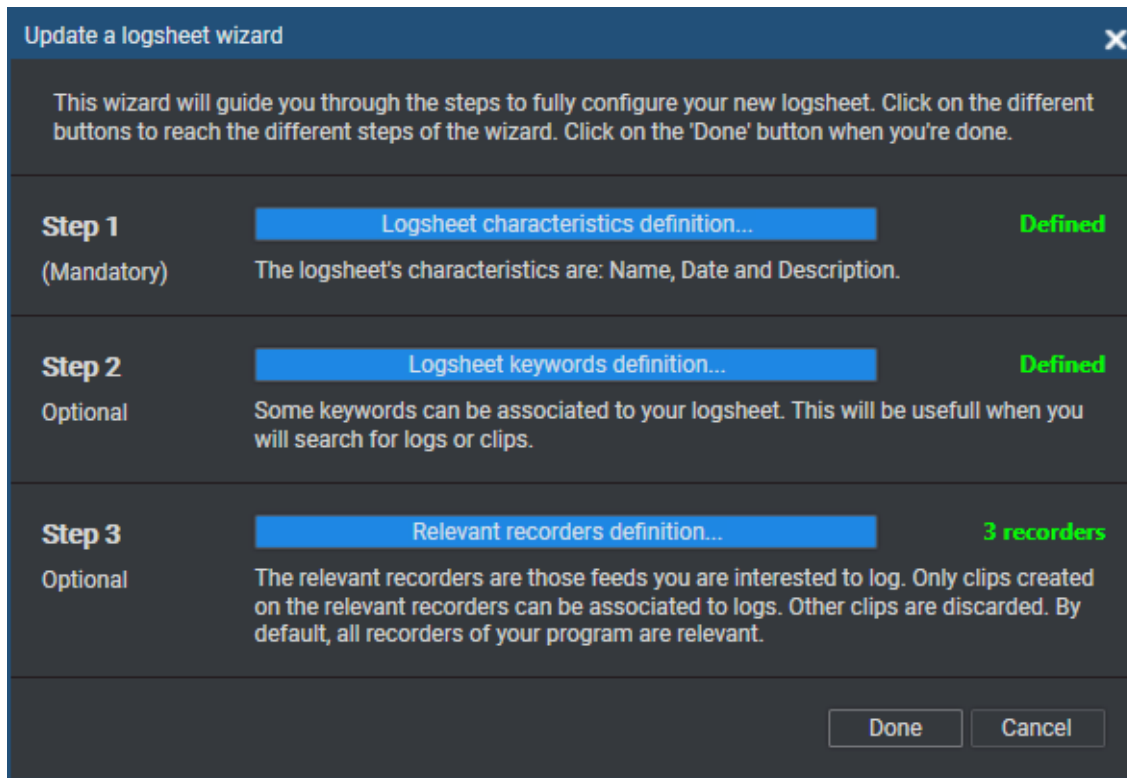 Update a logsheet wizard
This wizard will guide you through the steps to fully configure your new logsheet. Click on the different
buttons to reach the different steps of the wizard. Click on the 'Done' button when you're done.
Step 1
Logsheet characteristics definition...
Defined
(Mandatory)
The logsheet's characteristics are: Name, Date and Description.
Step 2
Logsheet keywords definition...
Defined
Optional
Some keywords can be associated to your logsheet. This will be usefull when you
will search for logs or clips.
Step 3
Relevant recorders definition...
3 recorders
Optional
The relevant recorders are those feeds you are interested to log. Only clips created
on the relevant recorders can be associated to logs. Other clips are discarded. By
default, all recorders of your program are relevant.
Done
Cancel